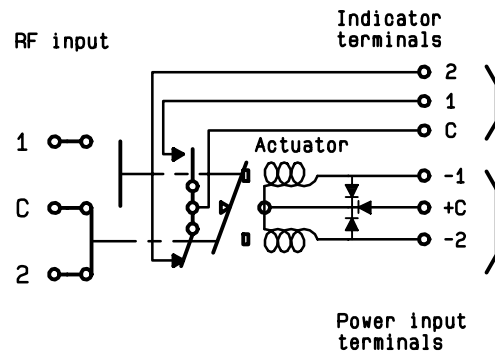 Indicator
terminals
RF input
2
1
C
Actuator
1
-1
C
+C
-2
2
Power input
terminals